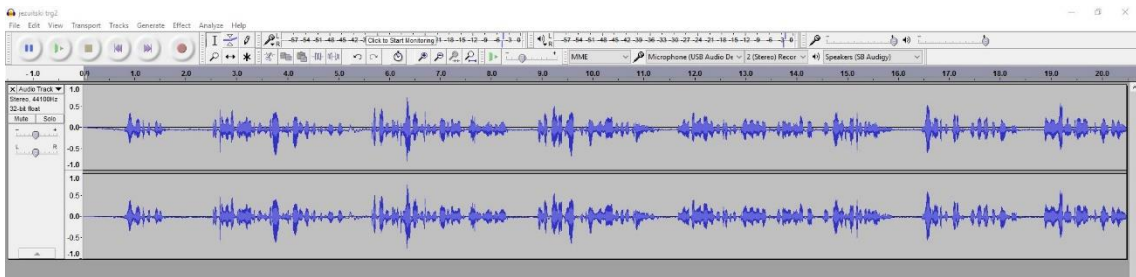 jezuitski trg2
File Edit View Transport Tracks Generate Effect Analyze Help
L R -57 -54 -51 -48 -45 -42 -3 Click to Start Monitoring 1 -18 -15 -12 -9 -6 -3 0 L R -57 -54 -51 -48 -45 -42 -39 -36 -33 -30 -27 -24 -21 -18 -15 -12 -9 -6 -3 0
MME Microphone (USB Audio De 2 (Stereo) Recor Speakers (SB Audigy)
-1.0 0.0 1.0 2.0 3.0 4.0 5.0 6.0 7.0 8.0 9.0 10.0 11.0 12.0 13.0 14.0 15.0 16.0 17.0 18.0 19.0 20.0
X Audio Track 1.0
Stereo, 44100Hz
32-bit float 0.5
Mute Solo
- + 0.0
L R -0.5
-1.0
1.0
0.5
0.0
-0.5
-1.0